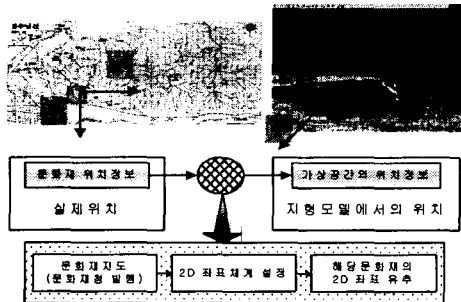 문화재 위치정보
가상공간의 위치정보
실제위치
지형모델에서의 위치
문화재지도
(문화재청 발행)
2D 좌표체계 설정
해당문화재의
2D 좌표 유추